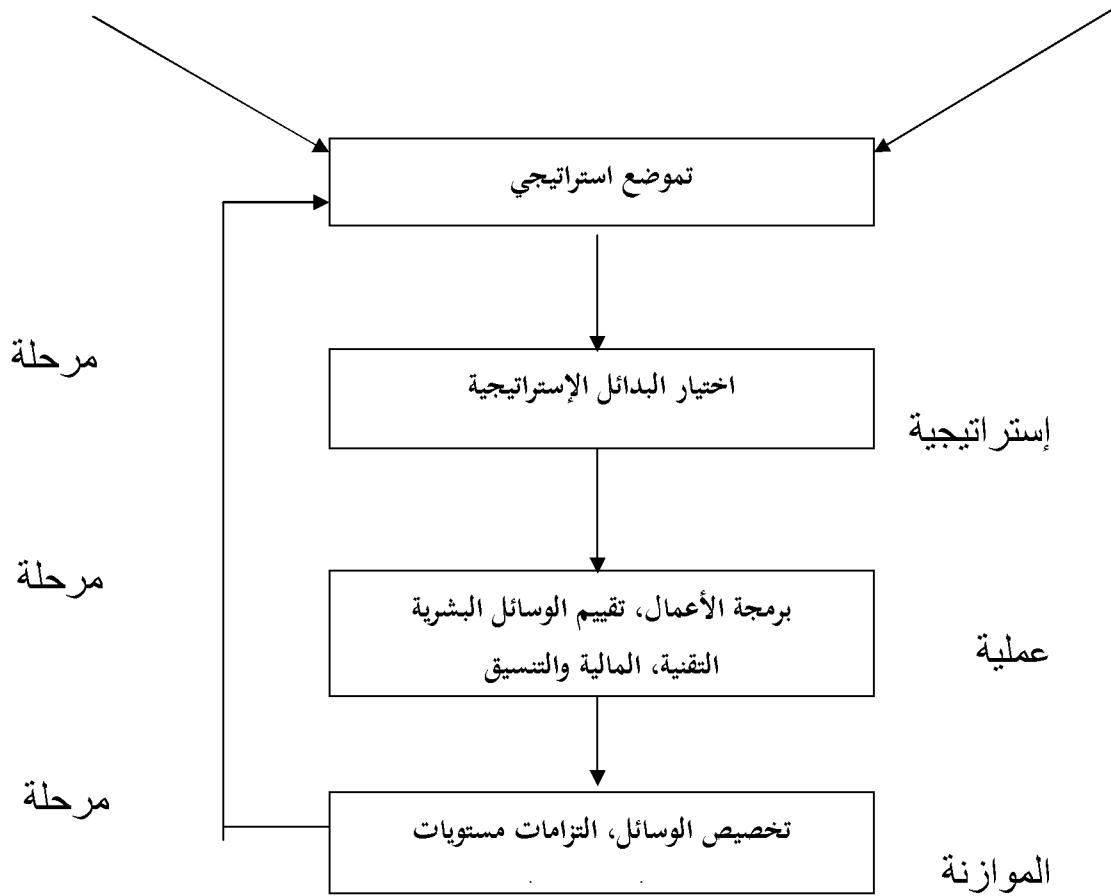 تموضع استراتيجي
مرحلة
اختيار البدائل الإستراتيجية
إستراتيجية
مرحلة
برمجة الأعمال، تقييم الوسائل البشرية
التقنية، المالية والتنسيق
عملية
مرحلة
تخصيص الوسائل، التزامات مستويات
الموازنة